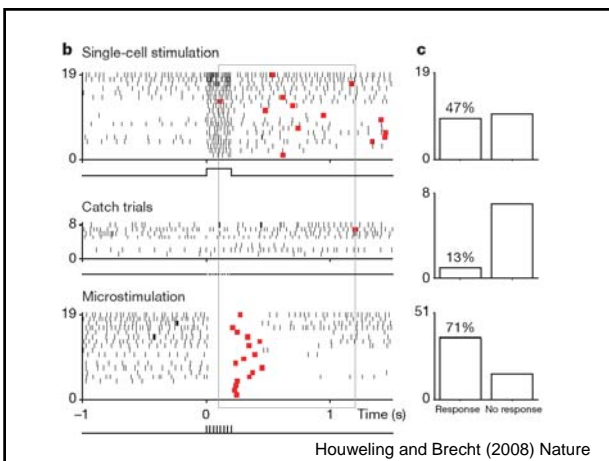 b Single-cell stimulation
19
0
Catch trials
8
0
Microstimulation
19
0
−1 0 1 Time (s)
c
19
47%
0
8
13%
0
51
71%
0
Response No response
Houweling and Brecht (2008) Nature